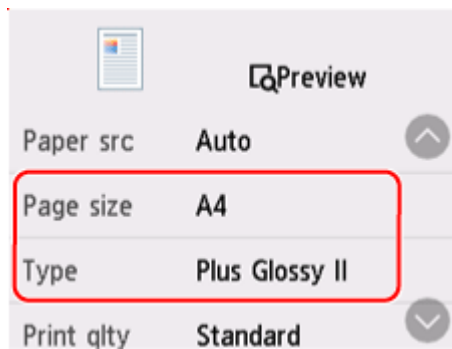 Preview
Paper src Auto
Page size A4
Type Plus Glossy II
Print qlty Standard